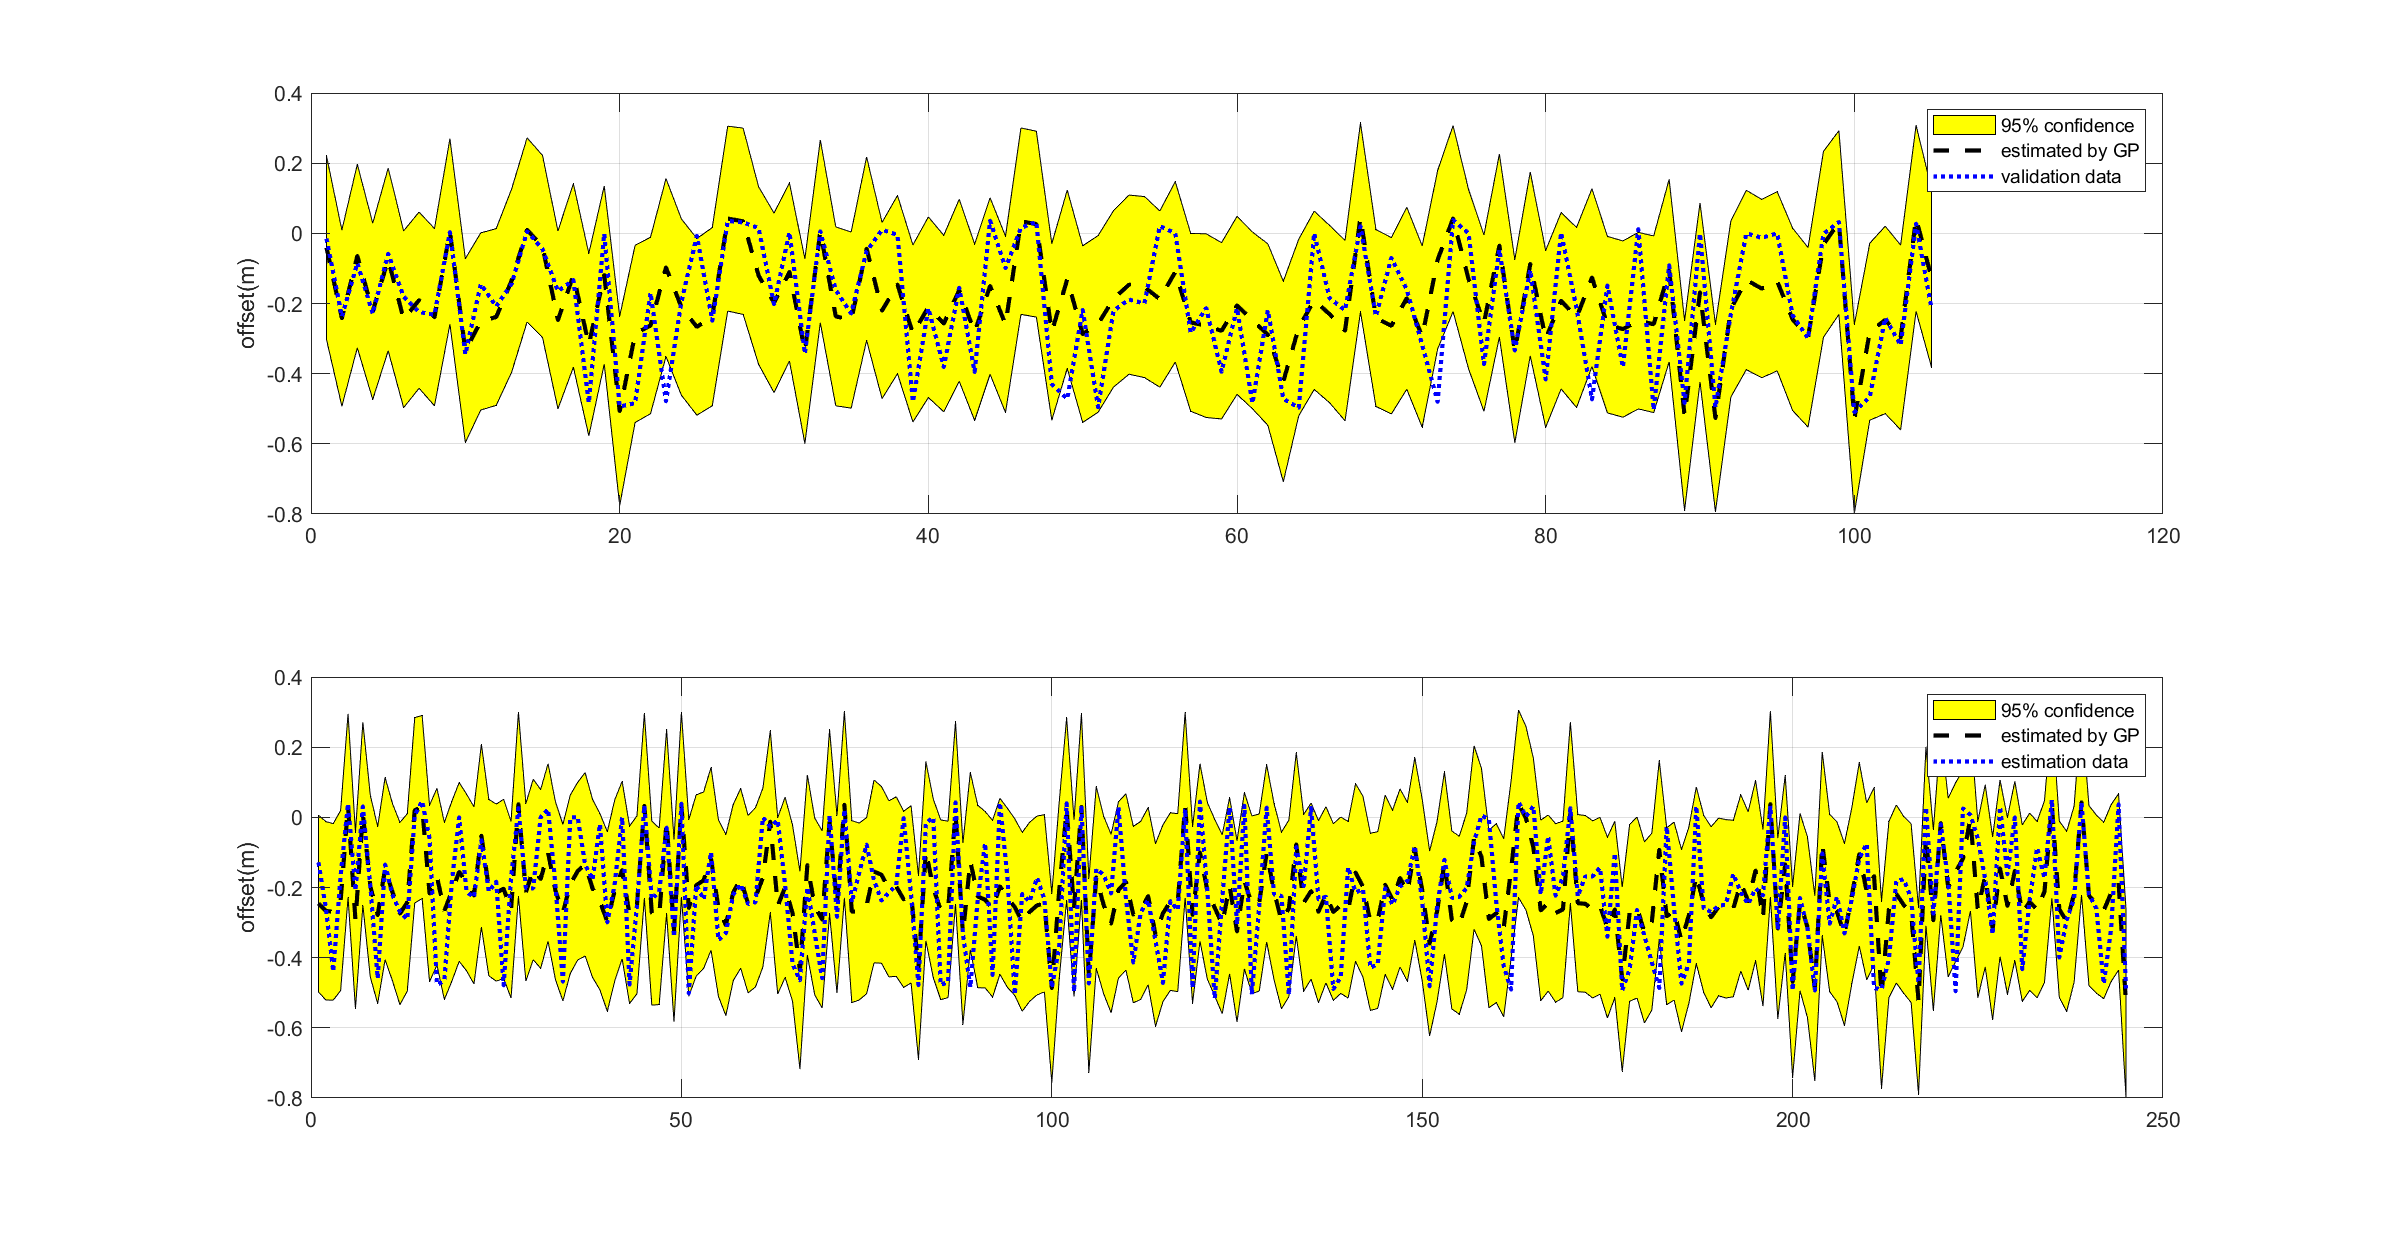 0.4
0.2
0
-0.2
-0.4
-0.6
-0.8
offset(m)
0 20 40 60 80 100 120
95% confidence
estimated by GP
validation data
0.4
0.2
0
-0.2
-0.4
-0.6
-0.8
offset(m)
0 50 100 150 200 250
95% confidence
estimated by GP
estimation data